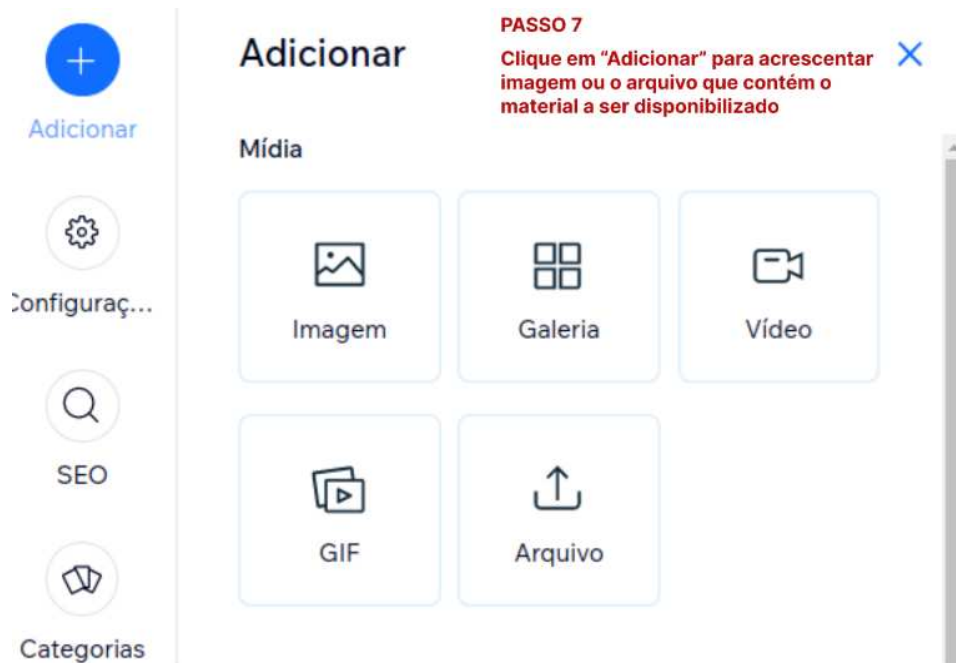 Adicionar
PASSO 7
Clique em “Adicionar” para acrescentar
imagem ou o arquivo que contém o
material a ser disponibilizado
Adicionar
Mídia
Imagem
Galeria
Vídeo
Configuraç...
SEO
GIF
Arquivo
Categorias